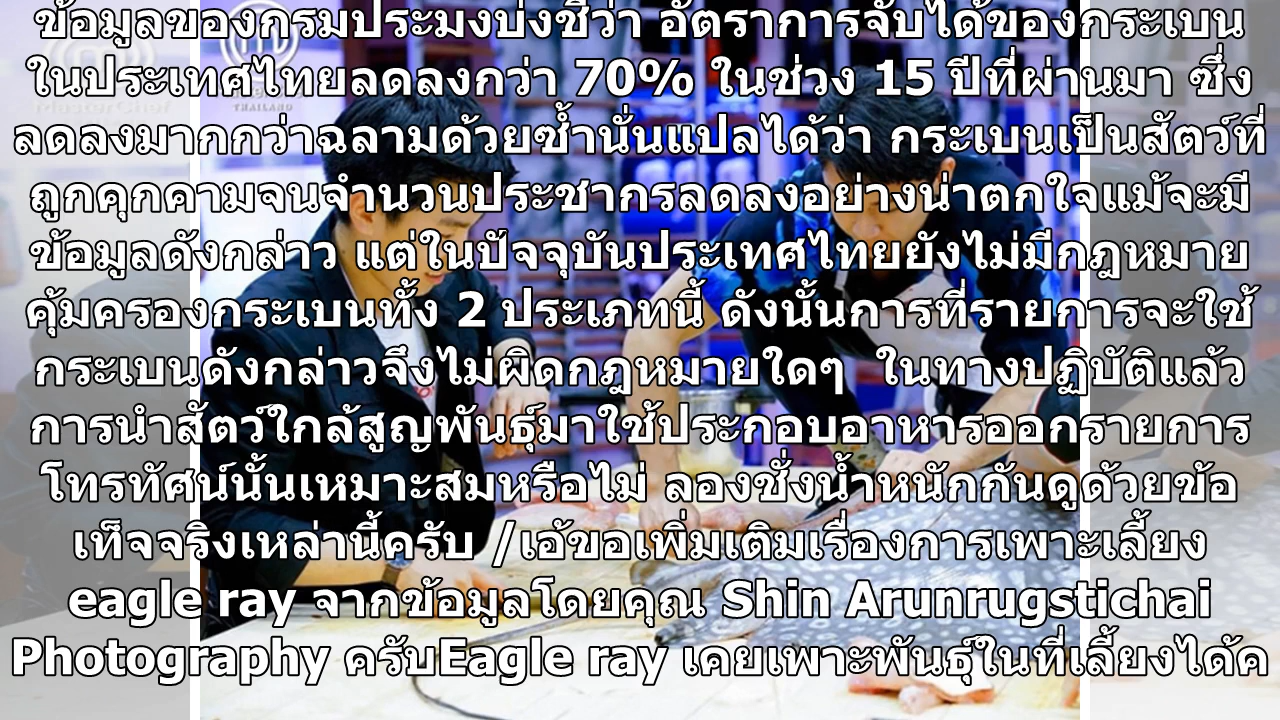 ข้อมูลของกรมประมงบ่งชี้ว่า อัตราการจับได้ของกระเบน
ในประเทศไทยลดลงกว่า 70% ในช่วง 15 ปีที่ผ่านมา ซึ่ง
ลดลงมากกว่าฉลามด้วยซ้ำนั่นแปลได้ว่า กระเบนเป็นสัตว์ที่
ถูกคุกคามจนจำนวนประชากรลดลงอย่างน่าตกใจแม้จะมี
ข้อมูลดังกล่าว แต่ในปัจจุบันประเทศไทยยังไม่มีกฎหมาย
คุ้มครองกระเบนทั้ง 2 ประเภทนี้ ดังนั้นการที่รายการจะใช้
กระเบนดังกล่าวจึงไม่ผิดกฎหมายใดๆ ในทางปฏิบัติแล้ว
การนำสัตว์ใกล้สูญพันธุ์มาใช้ประกอบอาหารออกรายการ
โทรทัศน์นั้นเหมาะสมหรือไม่ ลองชั่งน้ำหนักกันดูด้วยข้อ
เท็จจริงเหล่านี้ครับ /เอ้ขอเพิ่มเติมเรื่องการเพาะเลี้ยง
eagle ray จากข้อมูลโดยคุณ Shin Arunrugstichai
Photography ครับEagle ray เคยเพาะพันธุ์ในที่เลี้ยงได้ค